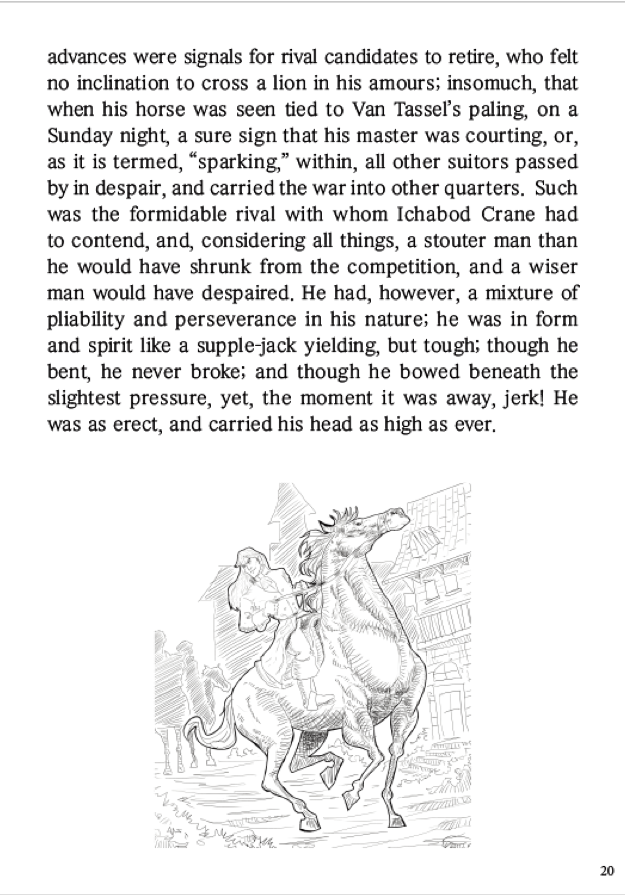 advances were signals for rival candidates to retire, who felt
no inclination to cross a lion in his amours; insomuch, that
when his horse was seen tied to Van Tassel's paling, on a
Sunday night, a sure sign that his master was courting, or,
as it is termed, “sparking,” within, all other suitors passed
by in despair, and carried the war into other quarters. Such
was the formidable rival with whom Ichabod Crane had
to contend, and, considering all things, a stouter man than
he would have shrunk from the competition, and a wiser
man would have despaired. He had, however, a mixture of
pliability and perseverance in his nature; he was in form
and spirit like a supple-jack yielding, but tough; though he
bent, he never broke; and though he bowed beneath the
slightest pressure, yet, the moment it was away, jerk! He
was as erect, and carried his head as high as ever.
20